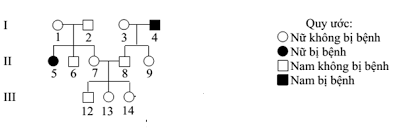 I
1 2 3 4
II
5 6 7 8 9
III
12 13 14
Quy ước:
Nữ không bị bệnh
Nữ bị bệnh
Nam không bị bệnh
Nam bị bệnh